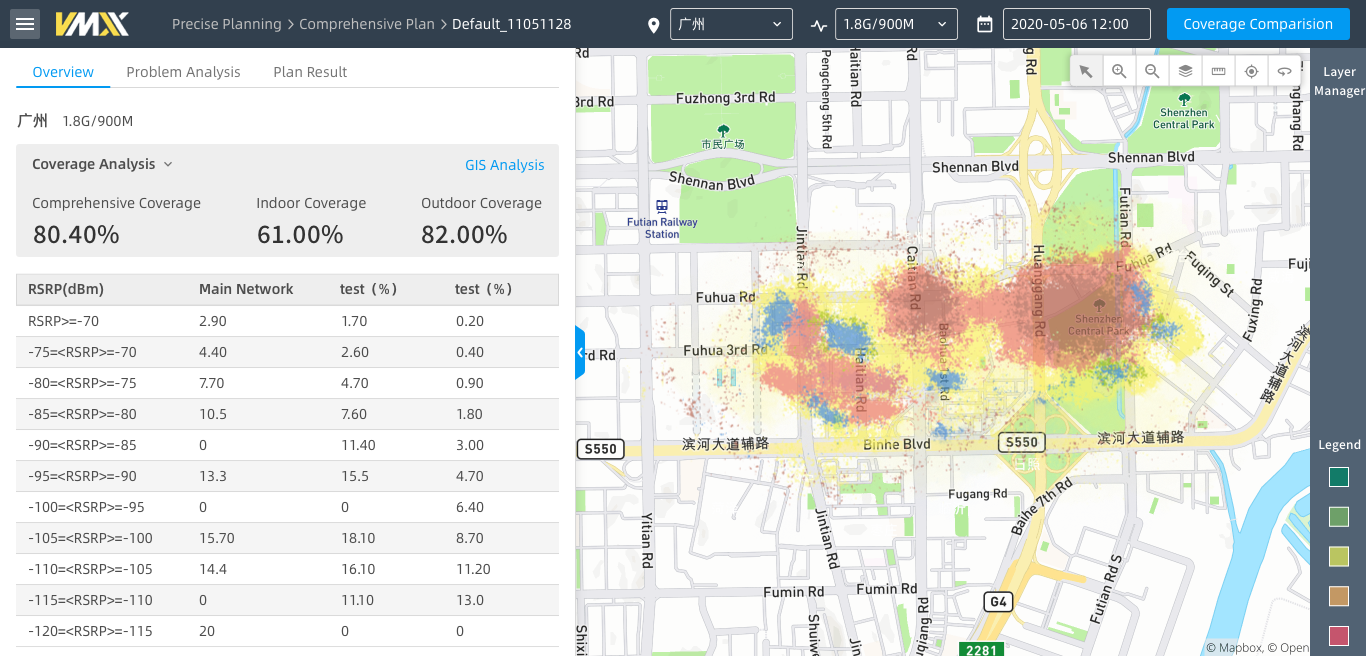 VMX
Precise Planning > Comprehensive Plan > Default_11051128
广州
1.8G/900M
2020-05-06 12:00
Coverage Comparision
Overview
Problem Analysis
Plan Result
广州 1.8G/900M
Coverage Analysis
GIS Analysis
Comprehensive Coverage
Indoor Coverage
Outdoor Coverage
80.40%
61.00%
82.00%
RSRP(dBm) Main Network test（%） test（%）
RSRP>=-70 2.90 1.70 0.20
-75=<RSRP>=-70 4.40 2.60 0.40
-80=<RSRP>=-75 7.70 4.70 0.90
-85=<RSRP>=-80 10.5 7.60 1.80
-90=<RSRP>=-85 0 11.40 3.00
-95=<RSRP>=-90 13.3 15.5 4.70
-100=<RSRP>=-95 0 0 6.40
-105=<RSRP>=-100 15.70 18.10 8.70
-110=<RSRP>=-105 14.4 16.10 11.20
-115=<RSRP>=-110 0 11.10 13.0
-120=<RSRP>=-115 20 0 0
Layer
Manager
Legend
Rd
3rd Rd
Fuzhong 3rd Rd
Pengcheng 5th Rd
Haitian Rd
Rd
Rd
Shenzhen
Central Park
市民广场
Shennan Blvd
Shennan Blvd
Shennan Blvd
Futian Railway
Station
Jintian Rd
Caitian Rd
Huanggang Rd
Futian Rd
Fuhua Rd
Fuqing St
Fuxing Rd
Fuji
Fuhua Rd
Shenzhen
Central Park
Fuhua 3rd Rd
rd Rd
Haitian Rd
滨河大道辅路
S550
滨河大道辅路
Binhe Blvd
S550
滨河大道辅路
Fugang Rd
Baihe 7th Rd
Yitian Rd
Jintian Rd
Fumin Rd
Fumin Rd
G4
Futian Rd S
Shixi
Shuiwe
Jin
uqiang Rd
2281
© Mapbox, © Open